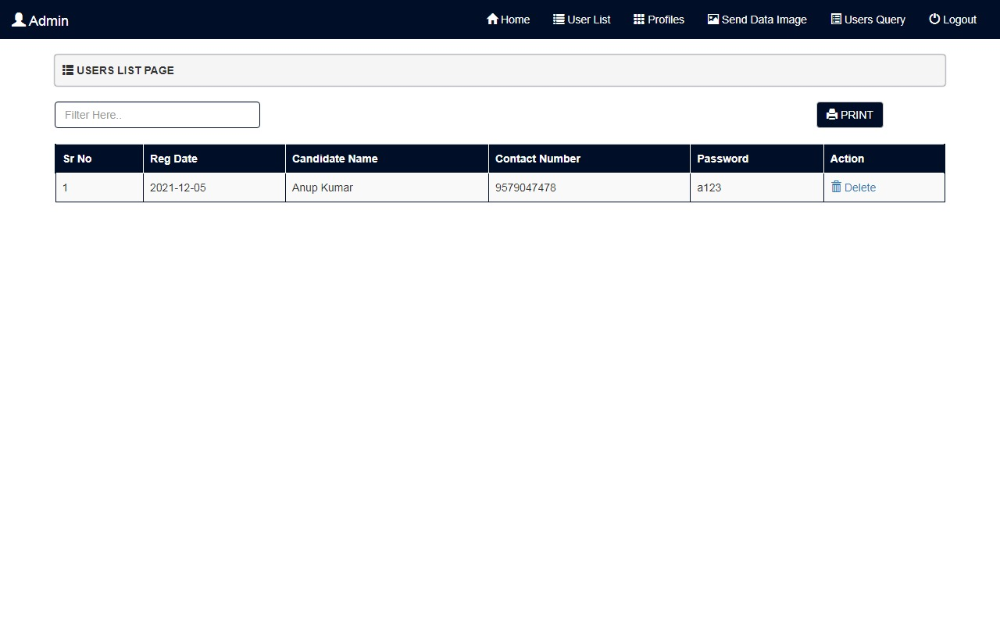 Admin Home User List Profiles Send Data Image Users Query Logout
USERS LIST PAGE
Filter Here.. PRINT
Sr No Reg Date Candidate Name Contact Number Password Action
1 2021-12-05 Anup Kumar 9579047478 a123 Delete